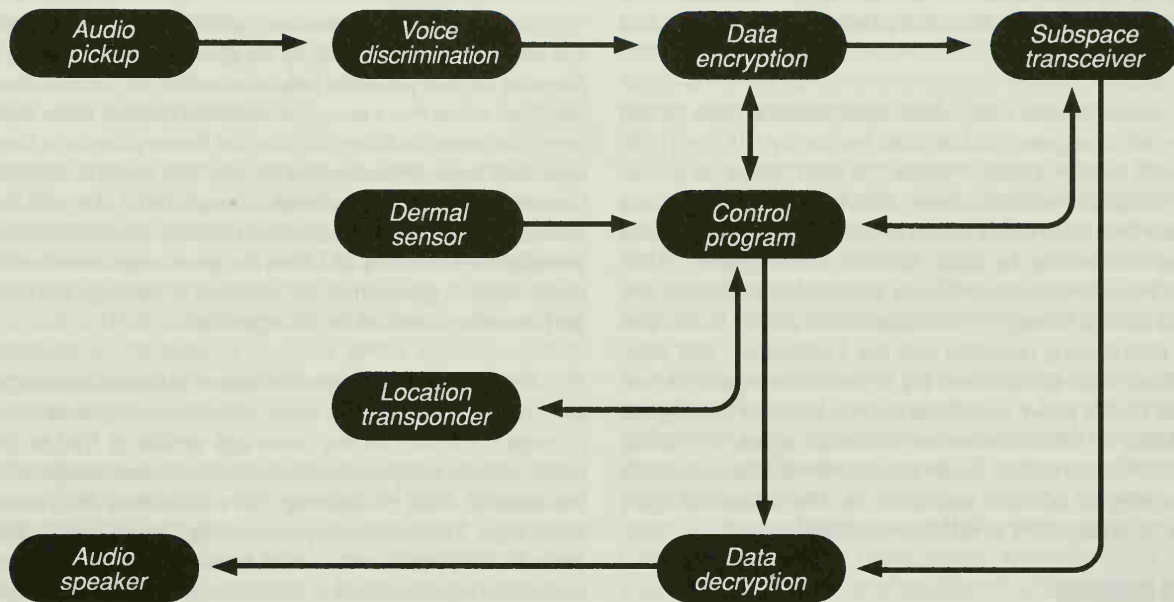 Audio
pickup
Voice
discrimination
Data
encryption
Subspace
transceiver
Dermal
sensor
Control
program
Location
transponder
Audio
speaker
Data
decryption